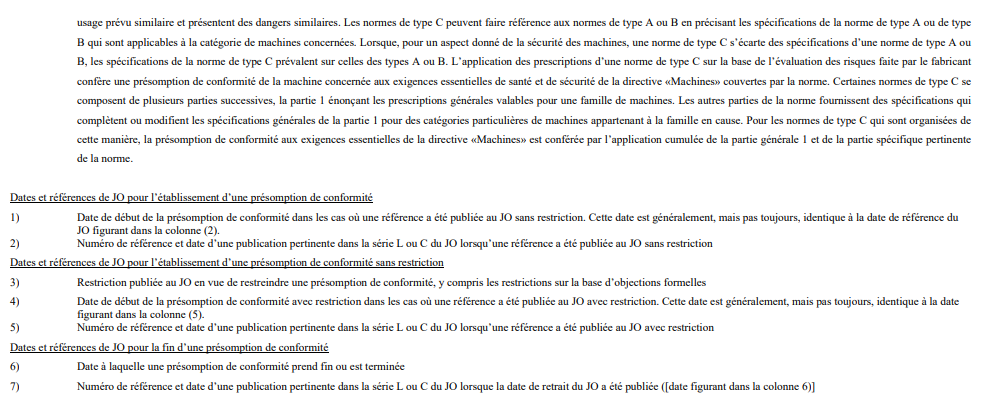 usage prévu similaire et présentent des dangers similaires. Les normes de type C peuvent faire référence aux normes de type A ou B en précisant les spécifications de la norme de type A ou de type
B qui sont applicables à la catégorie de machines concernées. Lorsque, pour un aspect donné de la sécurité des machines, une norme de type C s'écarte des spécifications d'une norme de type A ou
B, les spécifications de la norme de type C prévalent sur celles des types A ou B. L'application des prescriptions d'une norme de type C sur la base de l'évaluation des risques faite par le fabricant
confère une présomption de conformité de la machine concernée aux exigences essentielles de santé et de sécurité de la directive «Machines» couvertes par la norme. Certaines normes de type C se
composent de plusieurs parties successives, la partie 1 énonçant les prescriptions générales valables pour une famille de machines. Les autres parties de la norme fournissent des spécifications qui
complètent ou modifient les spécifications générales de la partie 1 pour des catégories particulières de machines appartenant à la famille en cause. Pour les normes de type C qui sont organisées de
cette manière, la présomption de conformité aux exigences essentielles de la directive «Machines» est conférée par l'application cumulée de la partie générale 1 et de la partie spécifique pertinente
de la norme.
Dates et références de JO pour l'établissement d'une présomption de conformité
1) Date de début de la présomption de conformité dans les cas où une référence a été publiée au JO sans restriction. Cette date est généralement, mais pas toujours, identique à la date de référence du
JO figurant dans la colonne (2).
2) Numéro de référence et date d'une publication pertinente dans la série L ou C du JO lorsqu'une référence a été publiée au JO sans restriction
Dates et références de JO pour l'établissement d'une présomption de conformité sans restriction
3) Restriction publiée au JO en vue de restreindre une présomption de conformité, y compris les restrictions sur la base d'objections formelles
4) Date de début de la présomption de conformité avec restriction dans les cas où une référence a été publiée au JO avec restriction. Cette date est généralement, mais pas toujours, identique à la date
figurant dans la colonne (5).
5) Numéro de référence et date d'une publication pertinente dans la série L ou C du JO lorsqu'une référence a été publiée au JO avec restriction
Dates et références de JO pour la fin d'une présomption de conformité
6) Date à laquelle une présomption de conformité prend fin ou est terminée
7) Numéro de référence et date d'une publication pertinente dans la série L ou C du JO lorsque la date de retrait du JO a été publiée ([date figurant dans la colonne 6)]